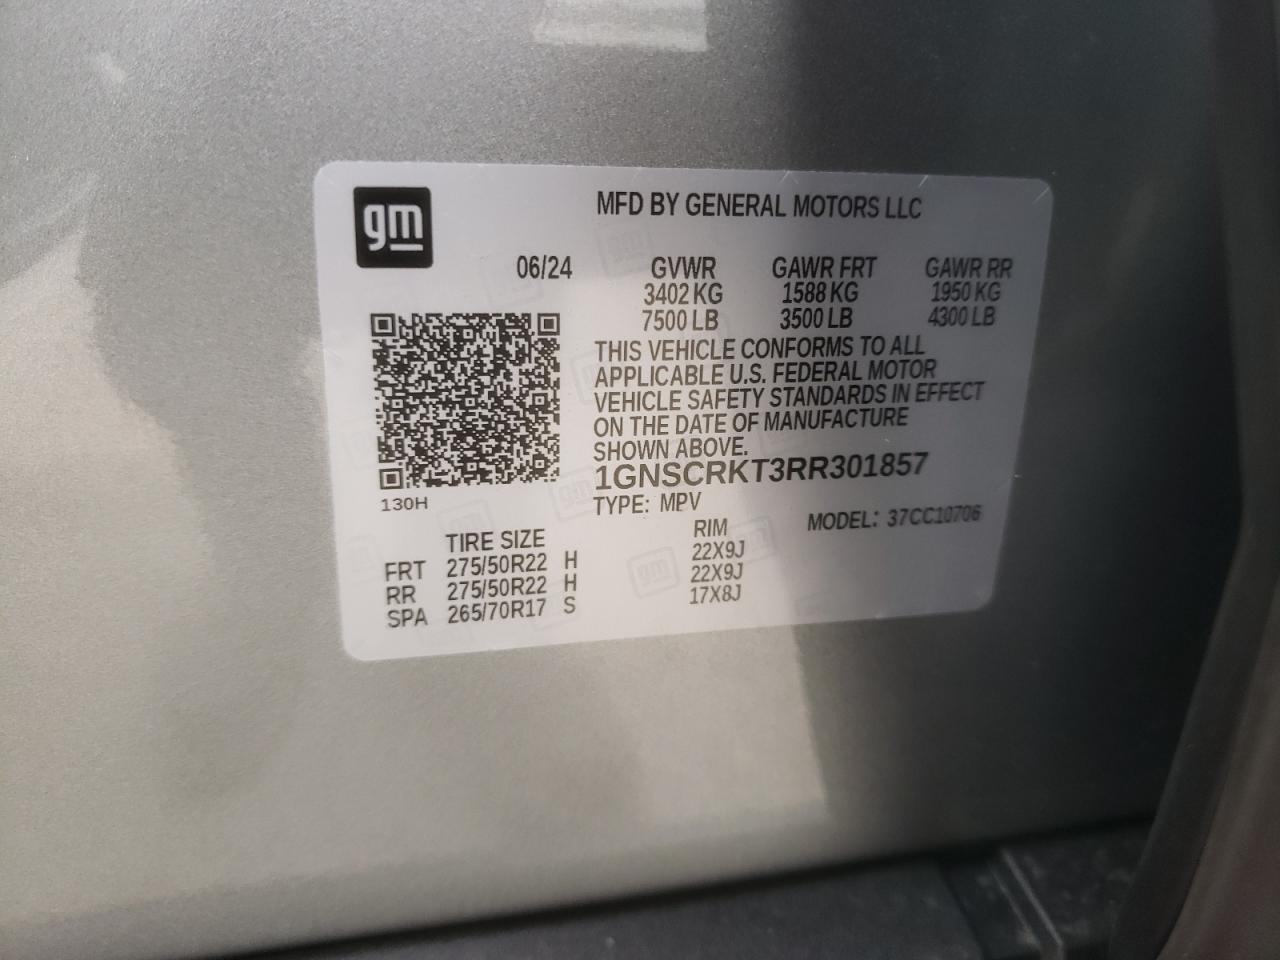 gm
MFD BY GENERAL MOTORS LLC
06/24 GVWR GAWR FRT GAWR RR
3402 KG 1588 KG 1950 KG
7500 LB 3500 LB 4300 LB
THIS VEHICLE CONFORMS TO ALL
APPLICABLE U.S. FEDERAL MOTOR
VEHICLE SAFETY STANDARDS IN EFFECT
ON THE DATE OF MANUFACTURE
SHOWN ABOVE.
1GNSCRKT3RR301857
130H
TYPE: MPV MODEL: 37CC10706
TIRE SIZE RIM
FRT 275/50R22 H 22X9J
RR 275/50R22 H 22X9J
SPA 265/70R17 S 17X8J